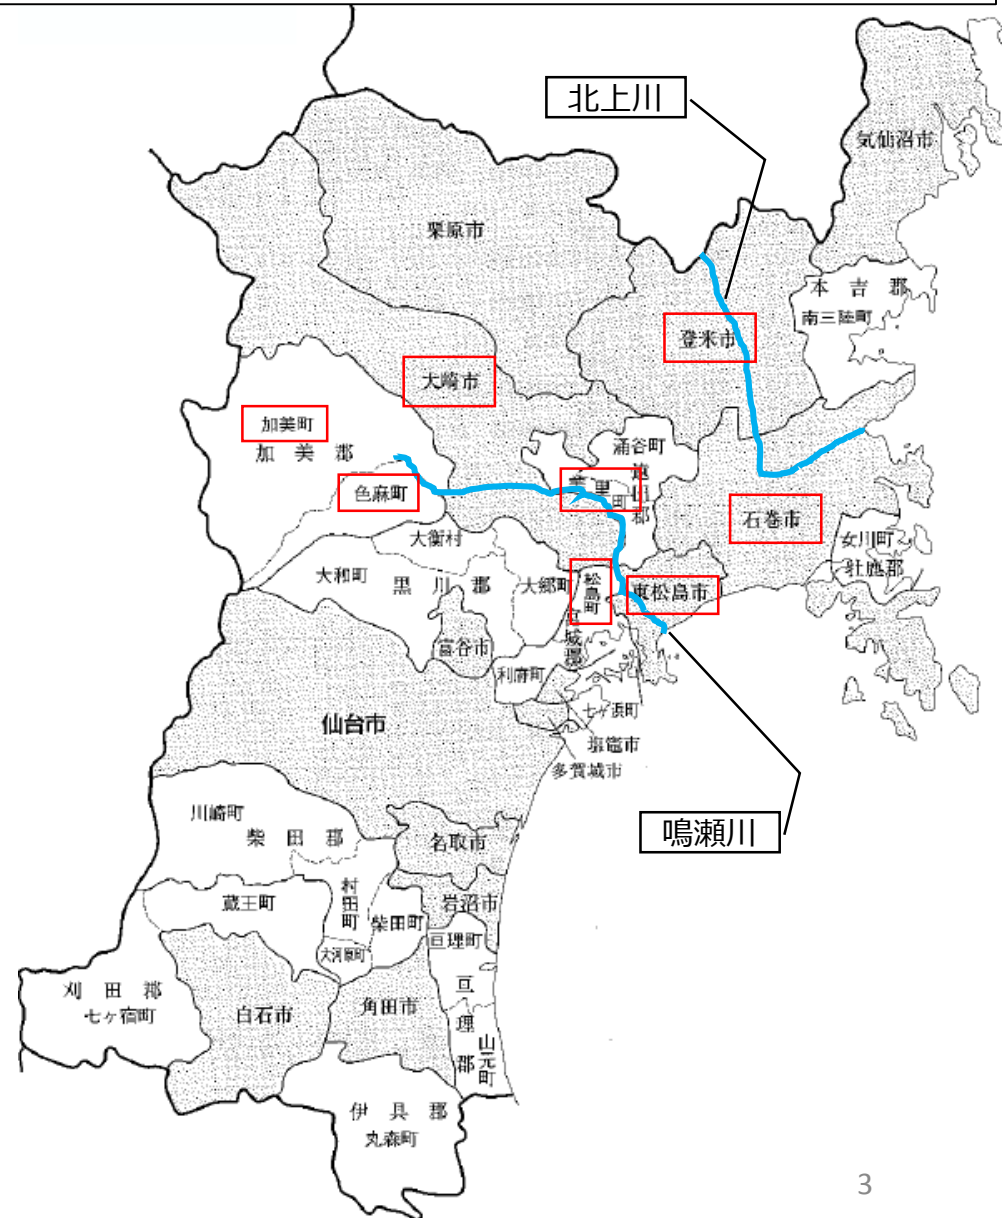 北上川
気仙沼市
栗原市
本吉郡
南三陸町
登米市
大崎市
加美町
加美郡
涌谷町
遠田郡
色麻町
美里町
石巻市
大衡村
女川町
牡鹿郡
大和町
黒川郡
大郷町
松島町
東松島市
宮城郡
富谷市
利府町
七ヶ浜町
仙台市
塩竈市
多賀城市
川崎町
柴田郡
鳴瀬川
名取市
村田町
蔵王町
岩沼市
柴田町
亘理町
大河原町
刈田郡
七ヶ宿町
白石市
角田市
亘理郡
山元町
伊具郡
丸森町
3